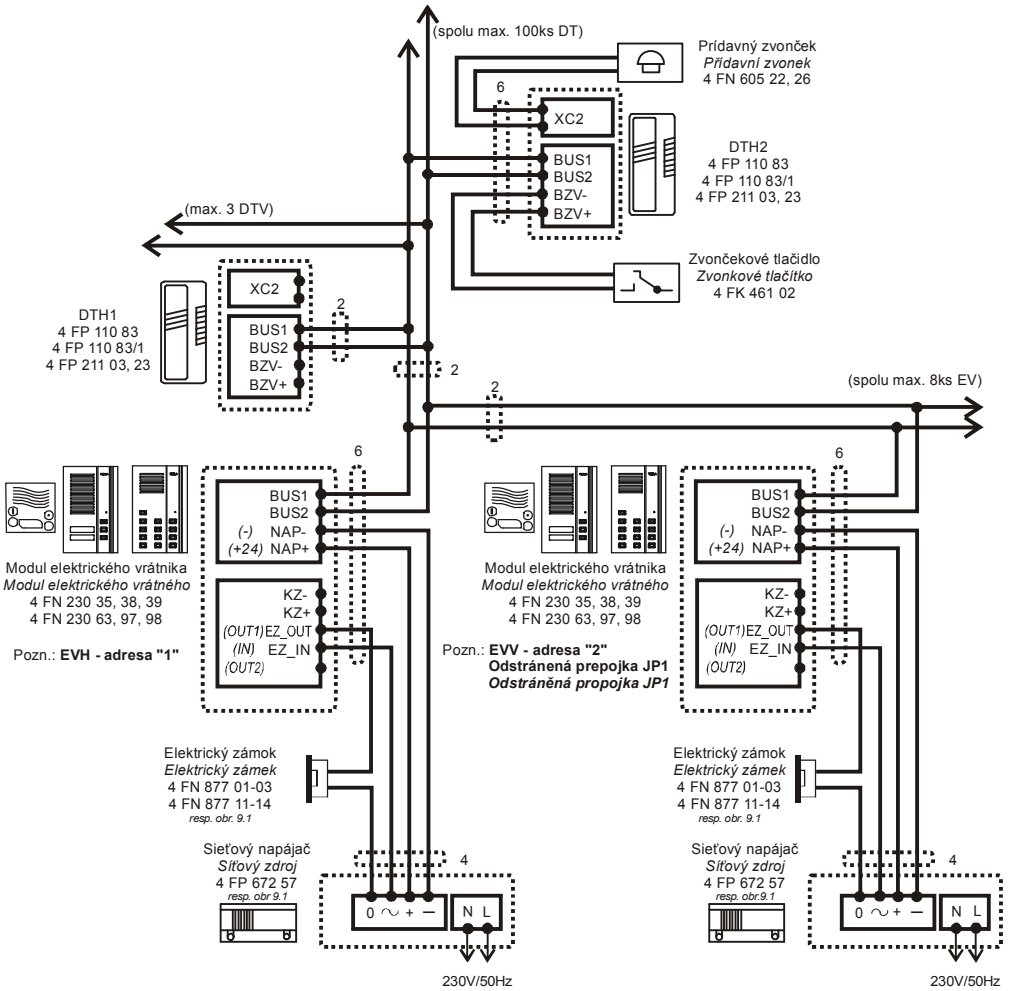 (spolu max. 100ks DT)
Prídavný zvonček
Přídavní zvonek
4 FN 605 22, 26
6
XC2
BUS1
BUS2
BZV-
BZV+
DTH2
4 FP 110 83
4 FP 110 83/1
4 FP 211 03, 23
(max. 3 DTV)
Zvončekové tlačidlo
Zvonkové tlačítko
4 FK 461 02
DTH1
4 FP 110 83
4 FP 110 83/1
4 FP 211 03, 23
XC2
BUS1
BUS2
BZV-
BZV+
2
2
2
(spolu max. 8ks EV)
6
BUS1
BUS2
(-) NAP-
(+24) NAP+
KZ-
KZ+
(OUT1) EZ_OUT
(IN) EZ_IN
(OUT2)
Modul elektrického vrátnika
Modul elektrického vrátného
4 FN 230 35, 38, 39
4 FN 230 63, 97, 98
Pozn.: EVH - adresa "1"
6
BUS1
BUS2
(-) NAP-
(+24) NAP+
KZ-
KZ+
(OUT1) EZ_OUT
(IN) EZ_IN
(OUT2)
Modul elektrického vrátnika
Modul elektrického vrátného
4 FN 230 35, 38, 39
4 FN 230 63, 97, 98
Pozn.: EVV - adresa "2"
Odstránená prepojka JP1
Odstráněná propojka JP1
Elektrický zámok
Elektrický zámek
4 FN 877 01-03
4 FN 877 11-14
resp. obr. 9.1
Sieťový napájač
Síťový zdroj
4 FP 672 57
resp. obr 9.1
4
0 ~ + —
N L
230V/50Hz
Elektrický zámok
Elektrický zámek
4 FN 877 01-03
4 FN 877 11-14
resp. obr. 9.1
Sieťový napájač
Síťový zdroj
4 FP 672 57
resp. obr.9.1
4
0 ~ + —
N L
230V/50Hz